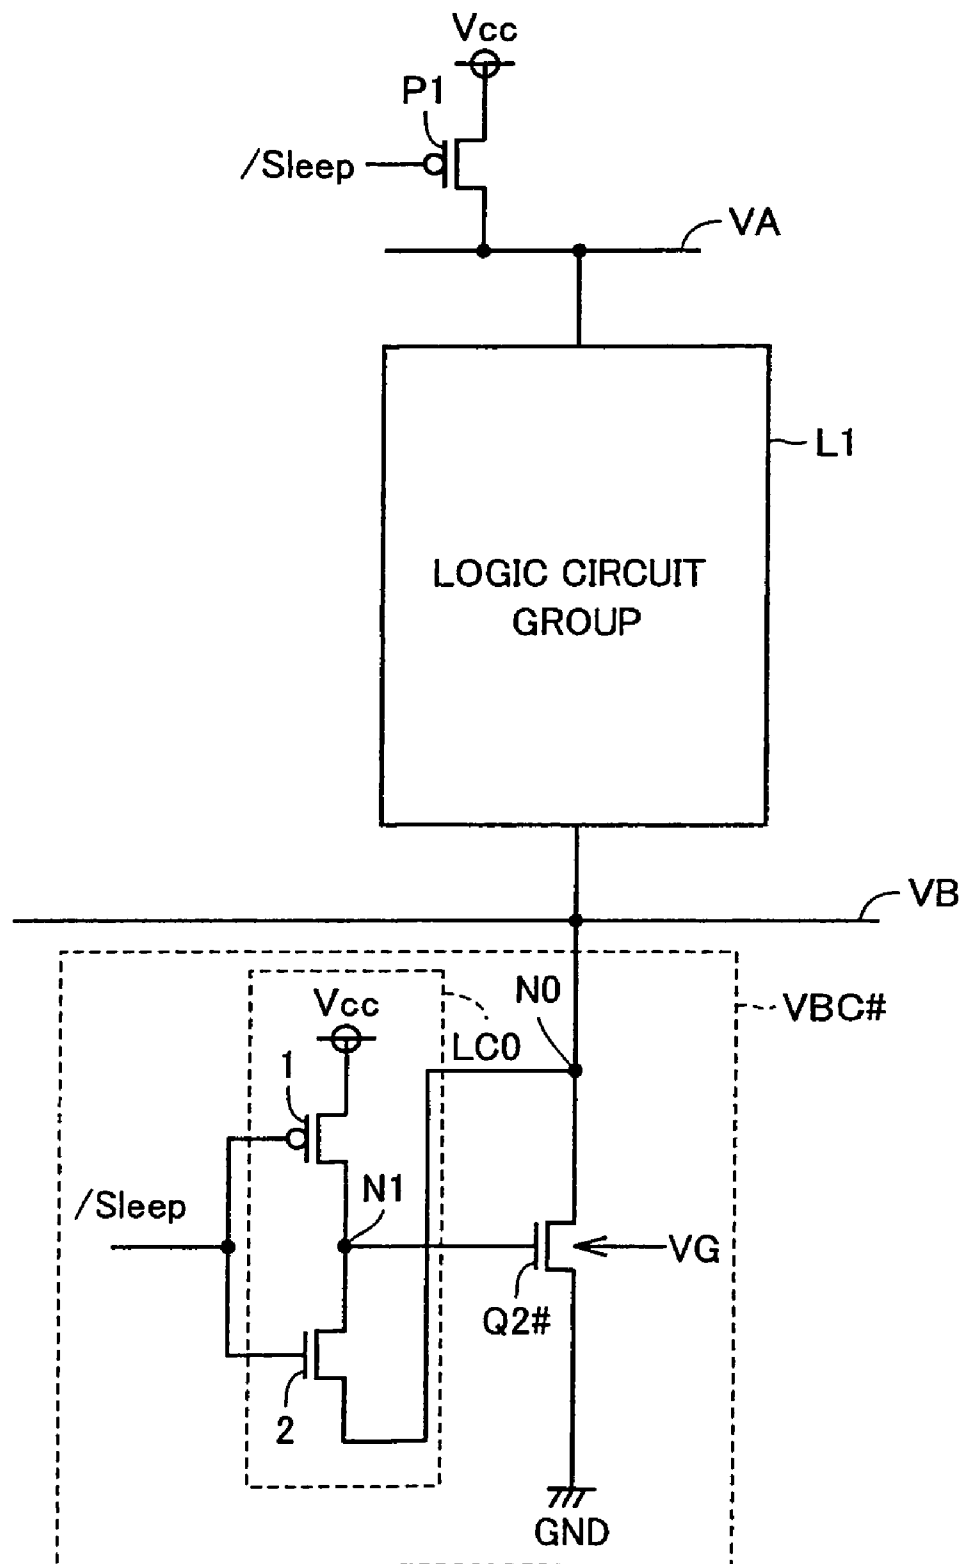 Vcc
P1
/Sleep
VA
L1
LOGIC CIRCUIT
GROUP
VB
N0
VBC#
Vcc
LC0
1
/Sleep
N1
VG
Q2#
2
GND